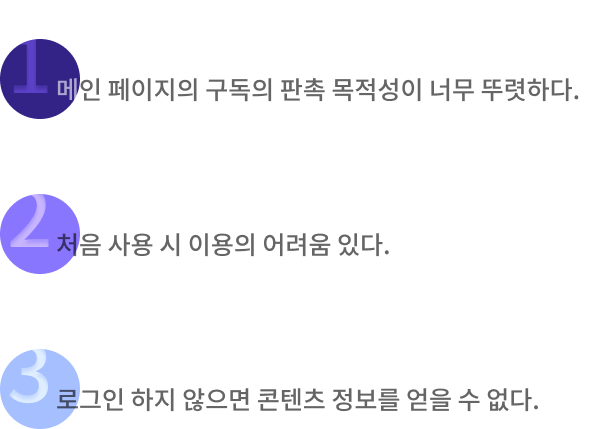 1
메인 페이지의 구독의 판촉 목적성이 너무 뚜렷하다.
2
처음 사용 시 이용의 어려움 있다.
3
로그인 하지 않으면 콘텐츠 정보를 얻을 수 없다.